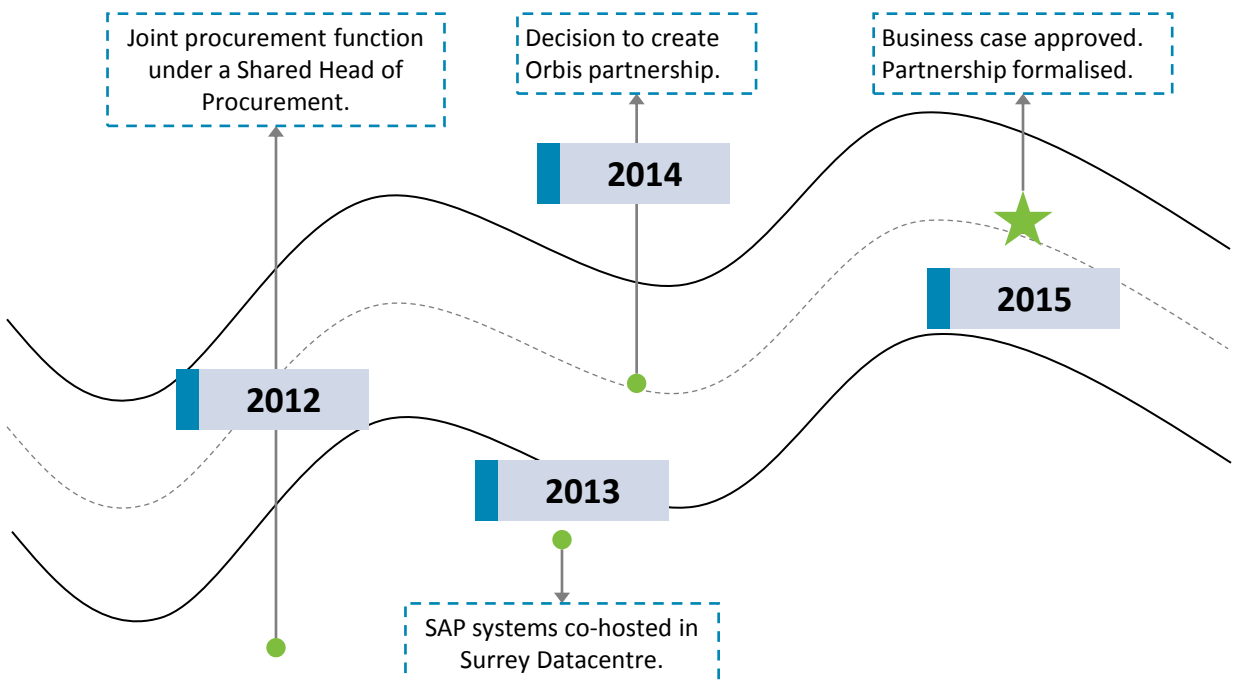 Joint procurement function
under a Shared Head of
Procurement.
Decision to create
Orbis partnership.
Business case approved.
Partnership formalised.
2014
2015
2012
2013
SAP systems co-hosted in
Surrey Datacentre.